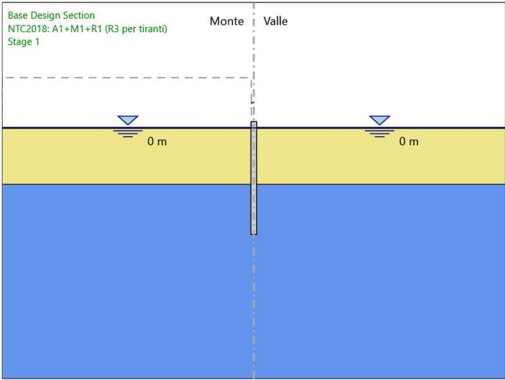 Base Design Section
NTC2018: A1+M1+R1 (R3 per tiranti)
Stage 1
Monte
Valle
0 m
0 m